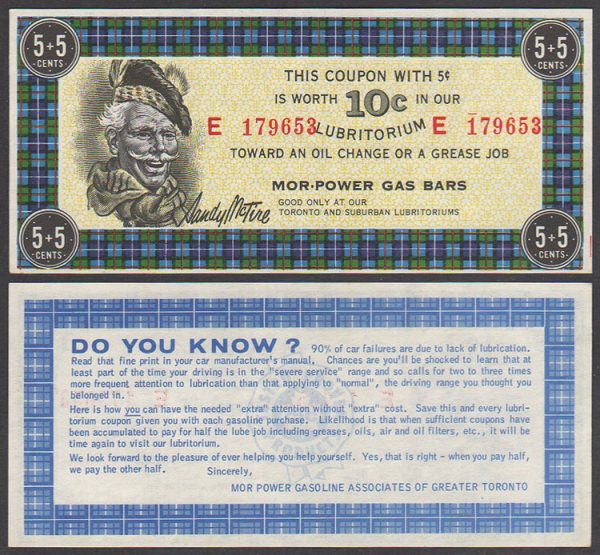 5+5 CENTS
5+5 CENTS
THIS COUPON WITH 5¢
IS WORTH 10c IN OUR
E 179653 LUBRITORIUM E 179653
TOWARD AN OIL CHANGE OR A GREASE JOB
MOR-POWER GAS BARS
GOOD ONLY AT OUR
TORONTO AND SUBURBAN LUBRITORIUMS
Sandy McTire
5+5 CENTS
5+5 CENTS
DO YOU KNOW? 90% of car failures are due to lack of lubrication.
Read that fine print in your car manufacturer's manual. Chances are you'll be shocked to learn that at
least part of the time your driving is in the "severe service" range and so calls for two to three times
more frequent attention to lubrication than that applying to "normal", the driving range you thought you
belonged in.
Here is how you can have the needed "extra" attention without "extra" cost. Save this and every lubri-
torium coupon given you with each gasoline purchase. Likelihood is that when sufficient coupons have
been accumulated to pay for half the lube job including greases, oils, air and oil filters, etc., it will be
time again to visit our lubritorium.
We look forward to the pleasure of ever helping you help yourself. Yes, that is right - when you pay half,
we pay the other half. Sincerely,
MOR POWER GASOLINE ASSOCIATES OF GREATER TORONTO